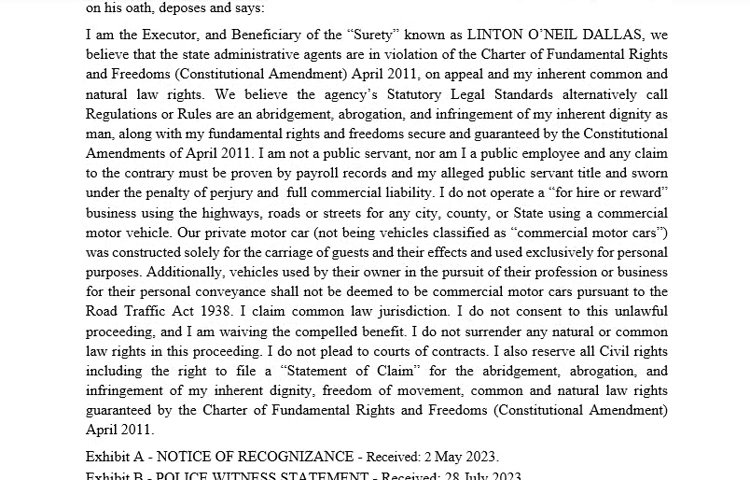 on his oath, deposes and says:
I am the Executor, and Beneficiary of the “Surety” known as LINTON O’NEIL DALLAS, we
believe that the state administrative agents are in violation of the Charter of Fundamental Rights
and Freedoms (Constitutional Amendment) April 2011, on appeal and my inherent common and
natural law rights. We believe the agency’s Statutory Legal Standards alternatively call
Regulations or Rules are an abridgement, abrogation, and infringement of my inherent dignity as
man, along with my fundamental rights and freedoms secure and guaranteed by the Constitutional
Amendments of April 2011. I am not a public servant, nor am I a public employee and any claim
to the contrary must be proven by payroll records and my alleged public servant title and sworn
under the penalty of perjury and full commercial liability. I do not operate a “for hire or reward”
business using the highways, roads or streets for any city, county, or State using a commercial
motor vehicle. Our private motor car (not being vehicles classified as “commercial motor cars”)
was constructed solely for the carriage of guests and their effects and used exclusively for personal
purposes. Additionally, vehicles used by their owner in the pursuit of their profession or business
for their personal conveyance shall not be deemed to be commercial motor cars pursuant to the
Road Traffic Act 1938. I claim common law jurisdiction. I do not consent to this unlawful
proceeding, and I am waiving the compelled benefit. I do not surrender any natural or common
law rights in this proceeding. I do not plead to courts of contracts. I also reserve all Civil rights
including the right to file a “Statement of Claim” for the abridgement, abrogation, and
infringement of my inherent dignity, freedom of movement, common and natural law rights
guaranteed by the Charter of Fundamental Rights and Freedoms (Constitutional Amendment)
April 2011.
Exhibit A - NOTICE OF RECOGNIZANCE - Received: 2 May 2023.
Exhibit B - POLICE WITNESS STATEMENT - Received: 28 July 2023